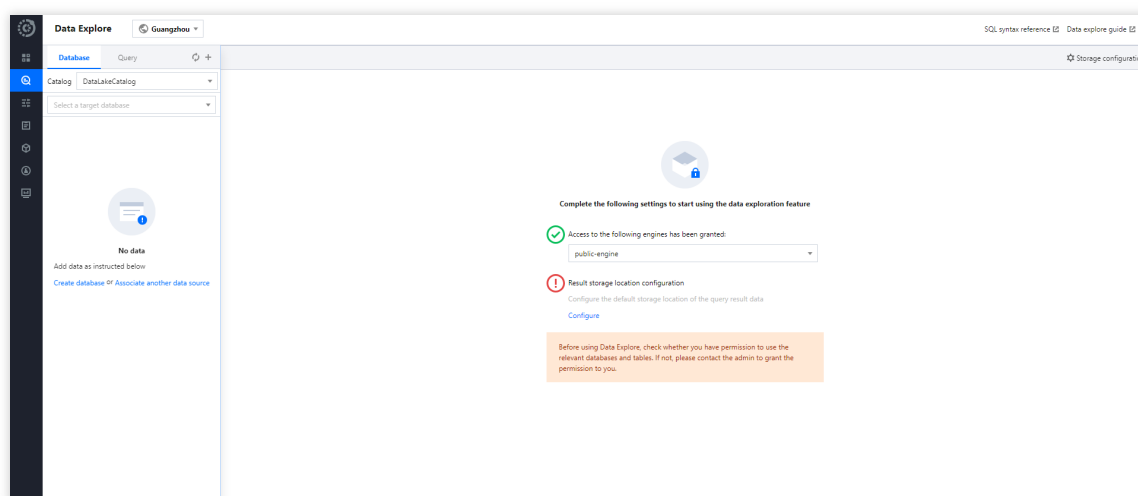 Data Explore
Guangzhou
SQL syntax reference
Data explore guide
Database
Query
Storage configurati
Catalog
DataLakeCatalog
Select a target database
No data
Add data as instructed below
Create database or Associate another data source
Complete the following settings to start using the data exploration feature
Access to the following engines has been granted:
public-engine
Result storage location configuration
Configure the default storage location of the query result data
Configure
Before using Data Explore, check whether you have permission to use the
relevant databases and tables. If not, please contact the admin to grant the
permission to you.